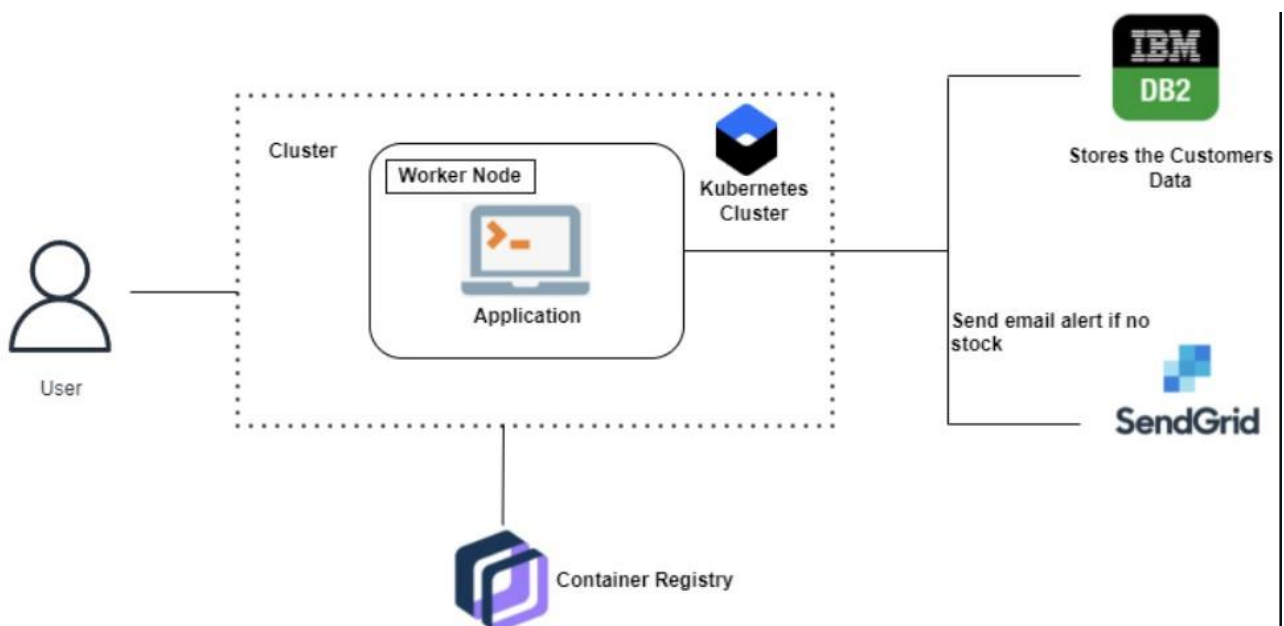 IBM
DB2
Stores the Customers
Data
Cluster
Worker Node
Kubernetes
Cluster
Application
User
Send email alert if no
stock
SendGrid
Container Registry